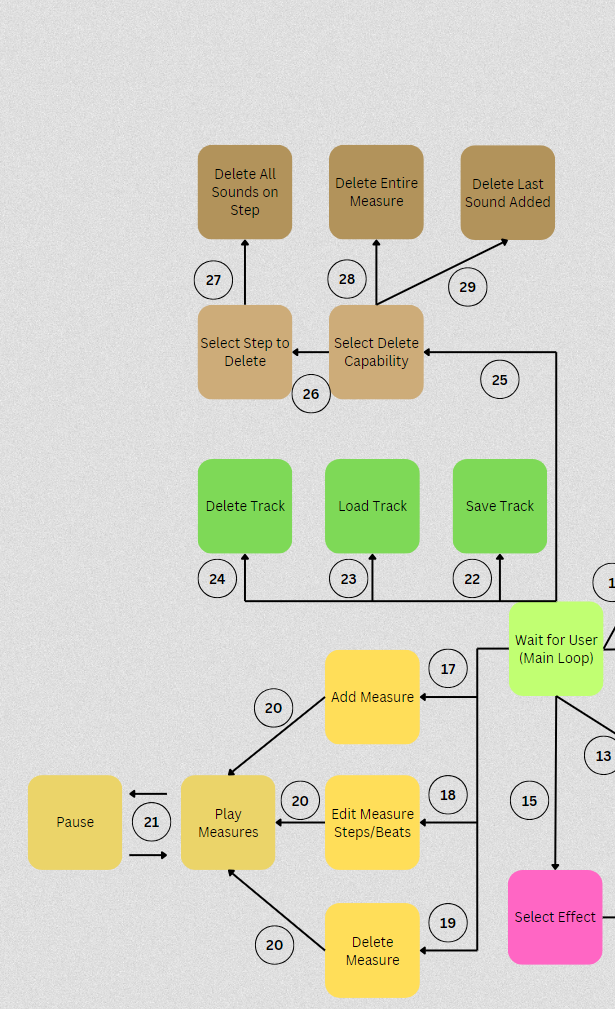 Delete All
Sounds on
Step
Delete Entire
Measure
Delete Last
Sound Added
27
28
29
Select Step to
Delete
Select Delete
Capability
26
25
Delete Track
Load Track
Save Track
24
23
22
1
Wait for User
(Main Loop)
17
Add Measure
20
13
Pause
21
Play
Measures
20
Edit Measure
Steps/Beats
18
15
Select Effect
19
20
Delete
Measure